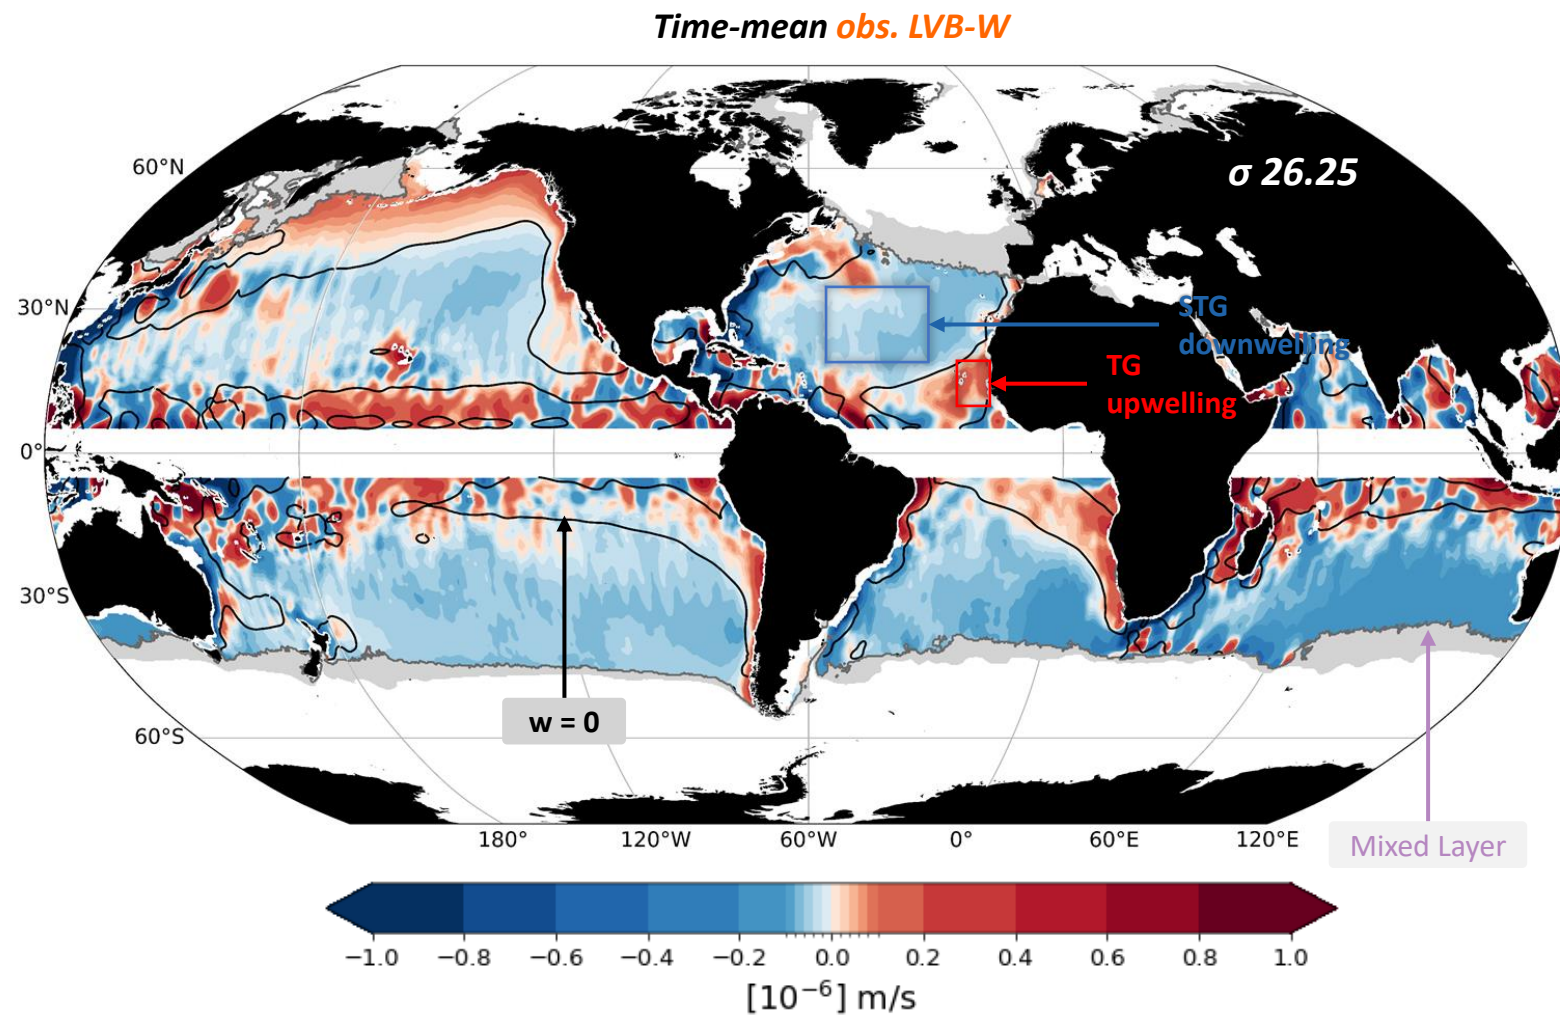 Time-mean obs. LVB-W
60°N
σ 26.25
30°N
STG
downwelling
TG
upwelling
0°
30°S
w = 0
60°S
180° 120°W 60°W 0° 60°E 120°E
Mixed Layer
−1.0 −0.8 −0.6 −0.4 −0.2 0.0 0.2 0.4 0.6 0.8 1.0
[10⁻⁶] m/s